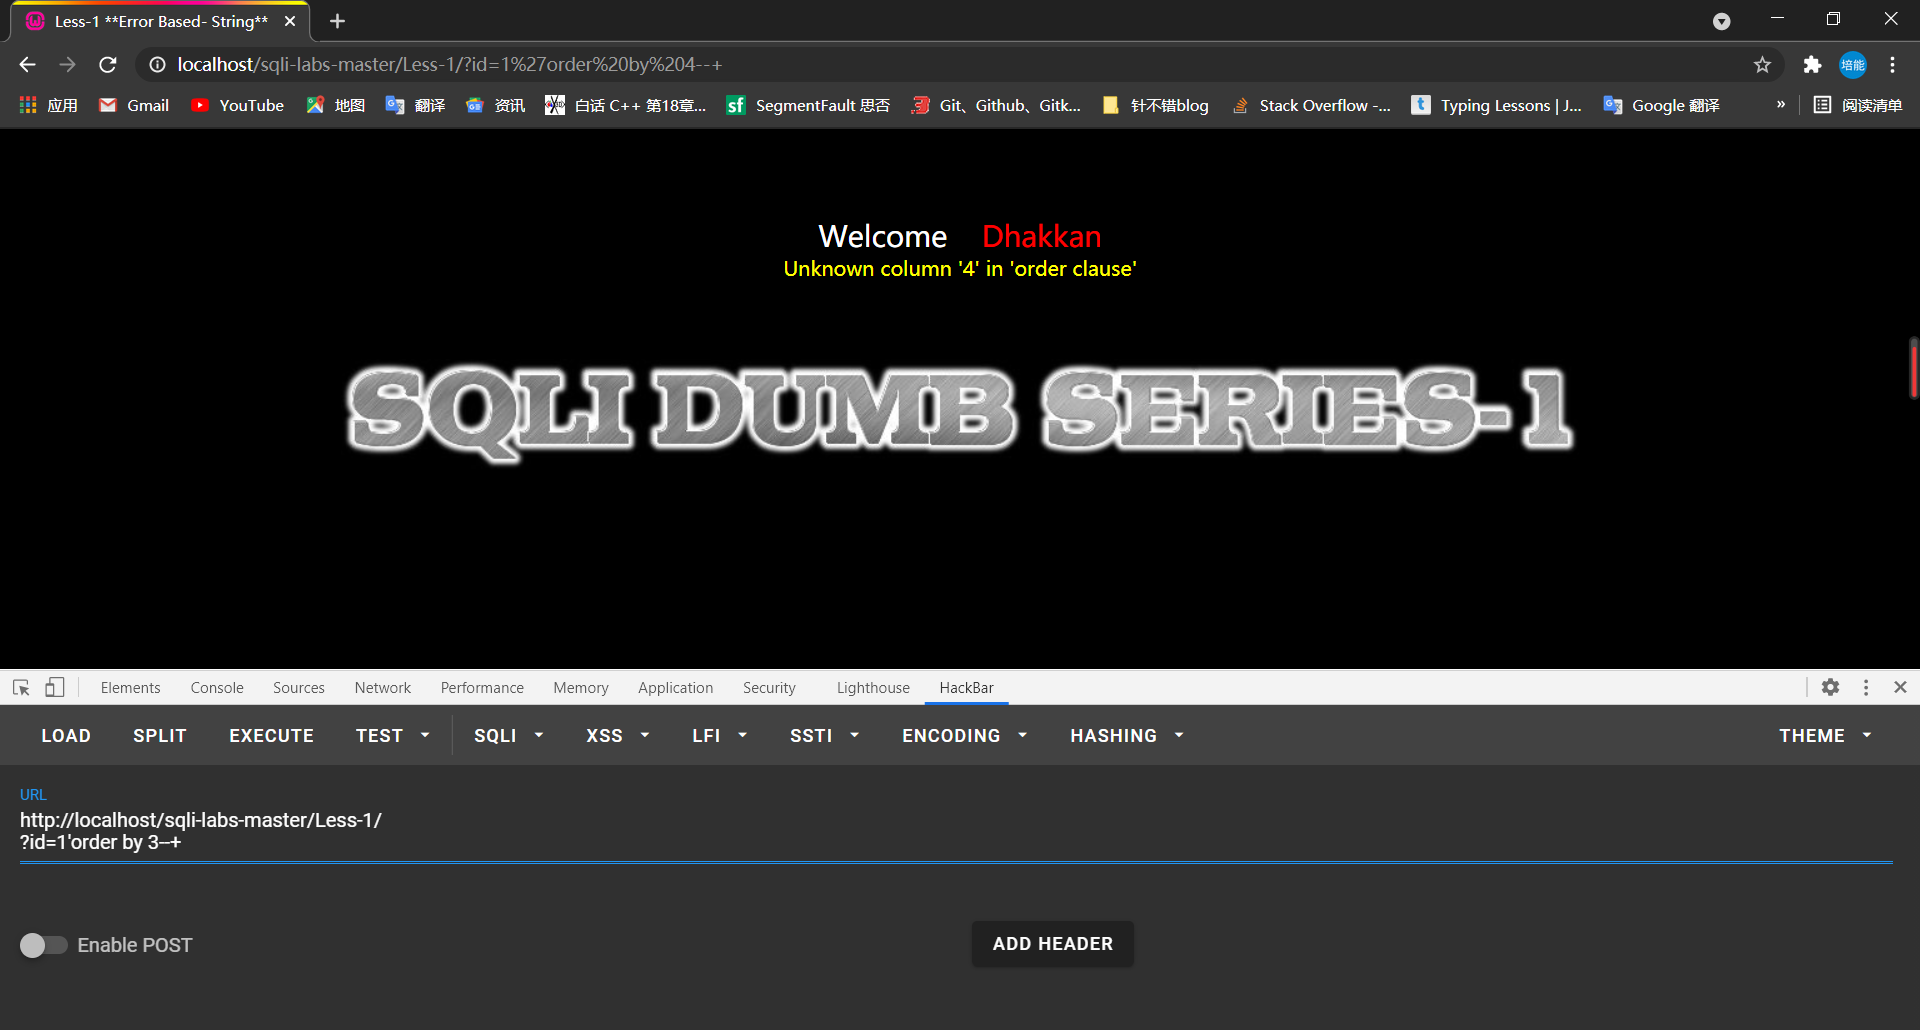 Less-1 **Error Based- String**
localhost/sqli-labs-master/Less-1/?id=1%27order%20by%204--+
培能
应用 Gmail YouTube 地图 翻译 资讯 白话 C++ 第18章... SegmentFault 思否 Git、Github、Gitk... 针不错blog Stack Overflow -... Typing Lessons | J... Google 翻译 » 阅读清单
Welcome Dhakkan
Unknown column '4' in 'order clause'
SQLI DUMB SERIES-1
Elements Console Sources Network Performance Memory Application Security Lighthouse HackBar
LOAD SPLIT EXECUTE TEST SQLI XSS LFI SSTI ENCODING HASHING THEME
URL
http://localhost/sqli-labs-master/Less-1/
?id=1'order by 3--+
Enable POST
ADD HEADER